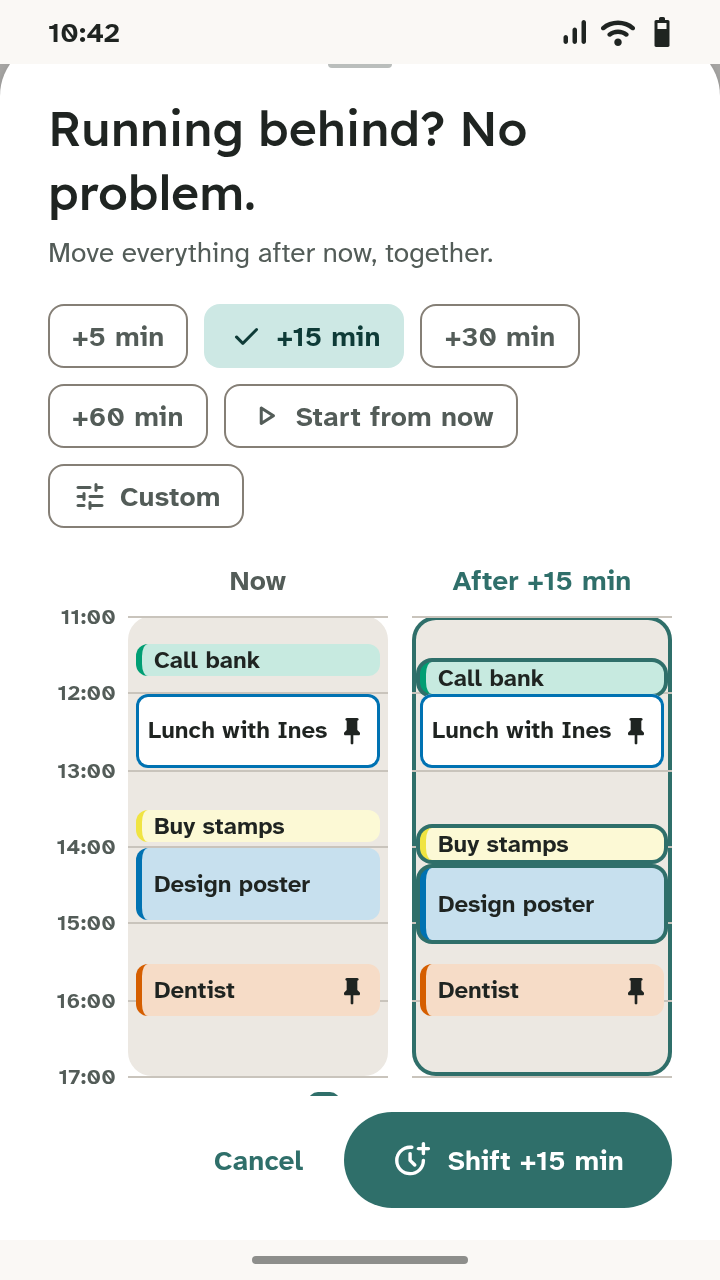 10:42
Running behind? No
problem.
Move everything after now, together.
+5 min
+15 min
+30 min
+60 min
Start from now
Custom
Now
After +15 min
11:00
Call bank
Call bank
12:00
Lunch with Ines
Lunch with Ines
13:00
Buy stamps
Buy stamps
14:00
Design poster
Design poster
15:00
Dentist
Dentist
16:00
17:00
Cancel
Shift +15 min